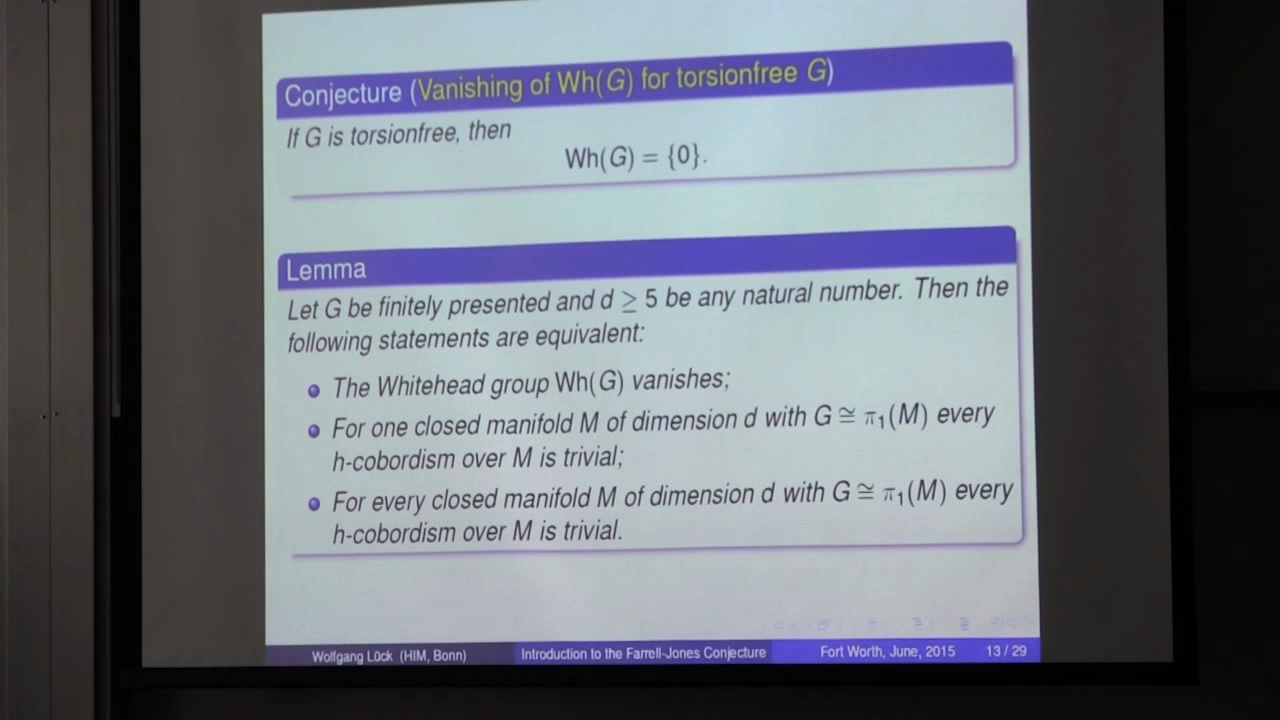 Conjecture (Vanishing of Wh(G) for torsionfree G)
If G is torsionfree, then
Wh(G) = {0}.
Lemma
Let G be finitely presented and d ≥ 5 be any natural number. Then the
following statements are equivalent:
The Whitehead group Wh(G) vanishes;
For one closed manifold M of dimension d with G ≅ π₁(M) every
h-cobordism over M is trivial;
For every closed manifold M of dimension d with G ≅ π₁(M) every
h-cobordism over M is trivial.
Wolfgang Lück (HIM, Bonn) Introduction to the Farrell-Jones Conjecture Fort Worth, June, 2015 13 / 29